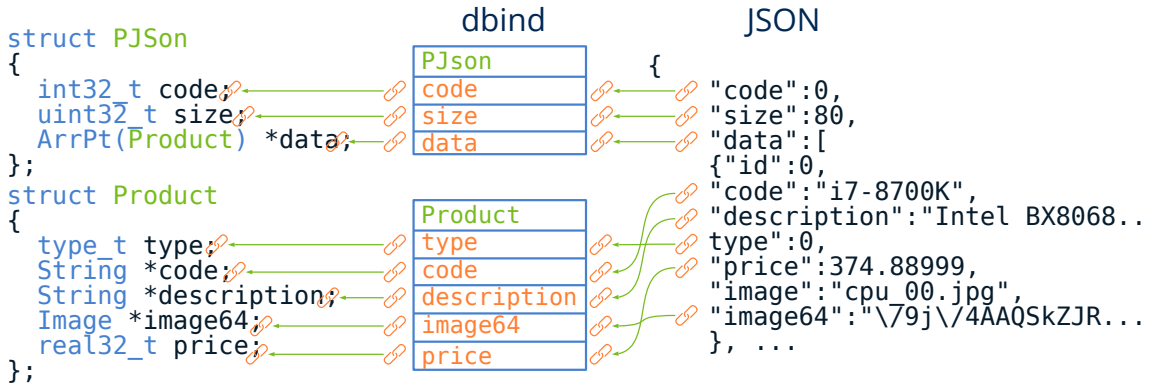 struct PJSon
{
int32_t code;
uint32_t size;
ArrPt(Product) *data;
};
struct Product
{
type_t type;
String *code;
String *description;
Image *image64;
real32_t price;
};
dbind
PJson
code
size
data
Product
type
code
description
image64
price
JSON
{
"code":0,
"size":80,
"data":[
{"id":0,
"code":"i7-8700K",
"description":"Intel BX8068..
type":0,
"price":374.88999,
"image":"cpu_00.jpg",
"image64":"\/9j\/4AAQSkZJR...
}, ...